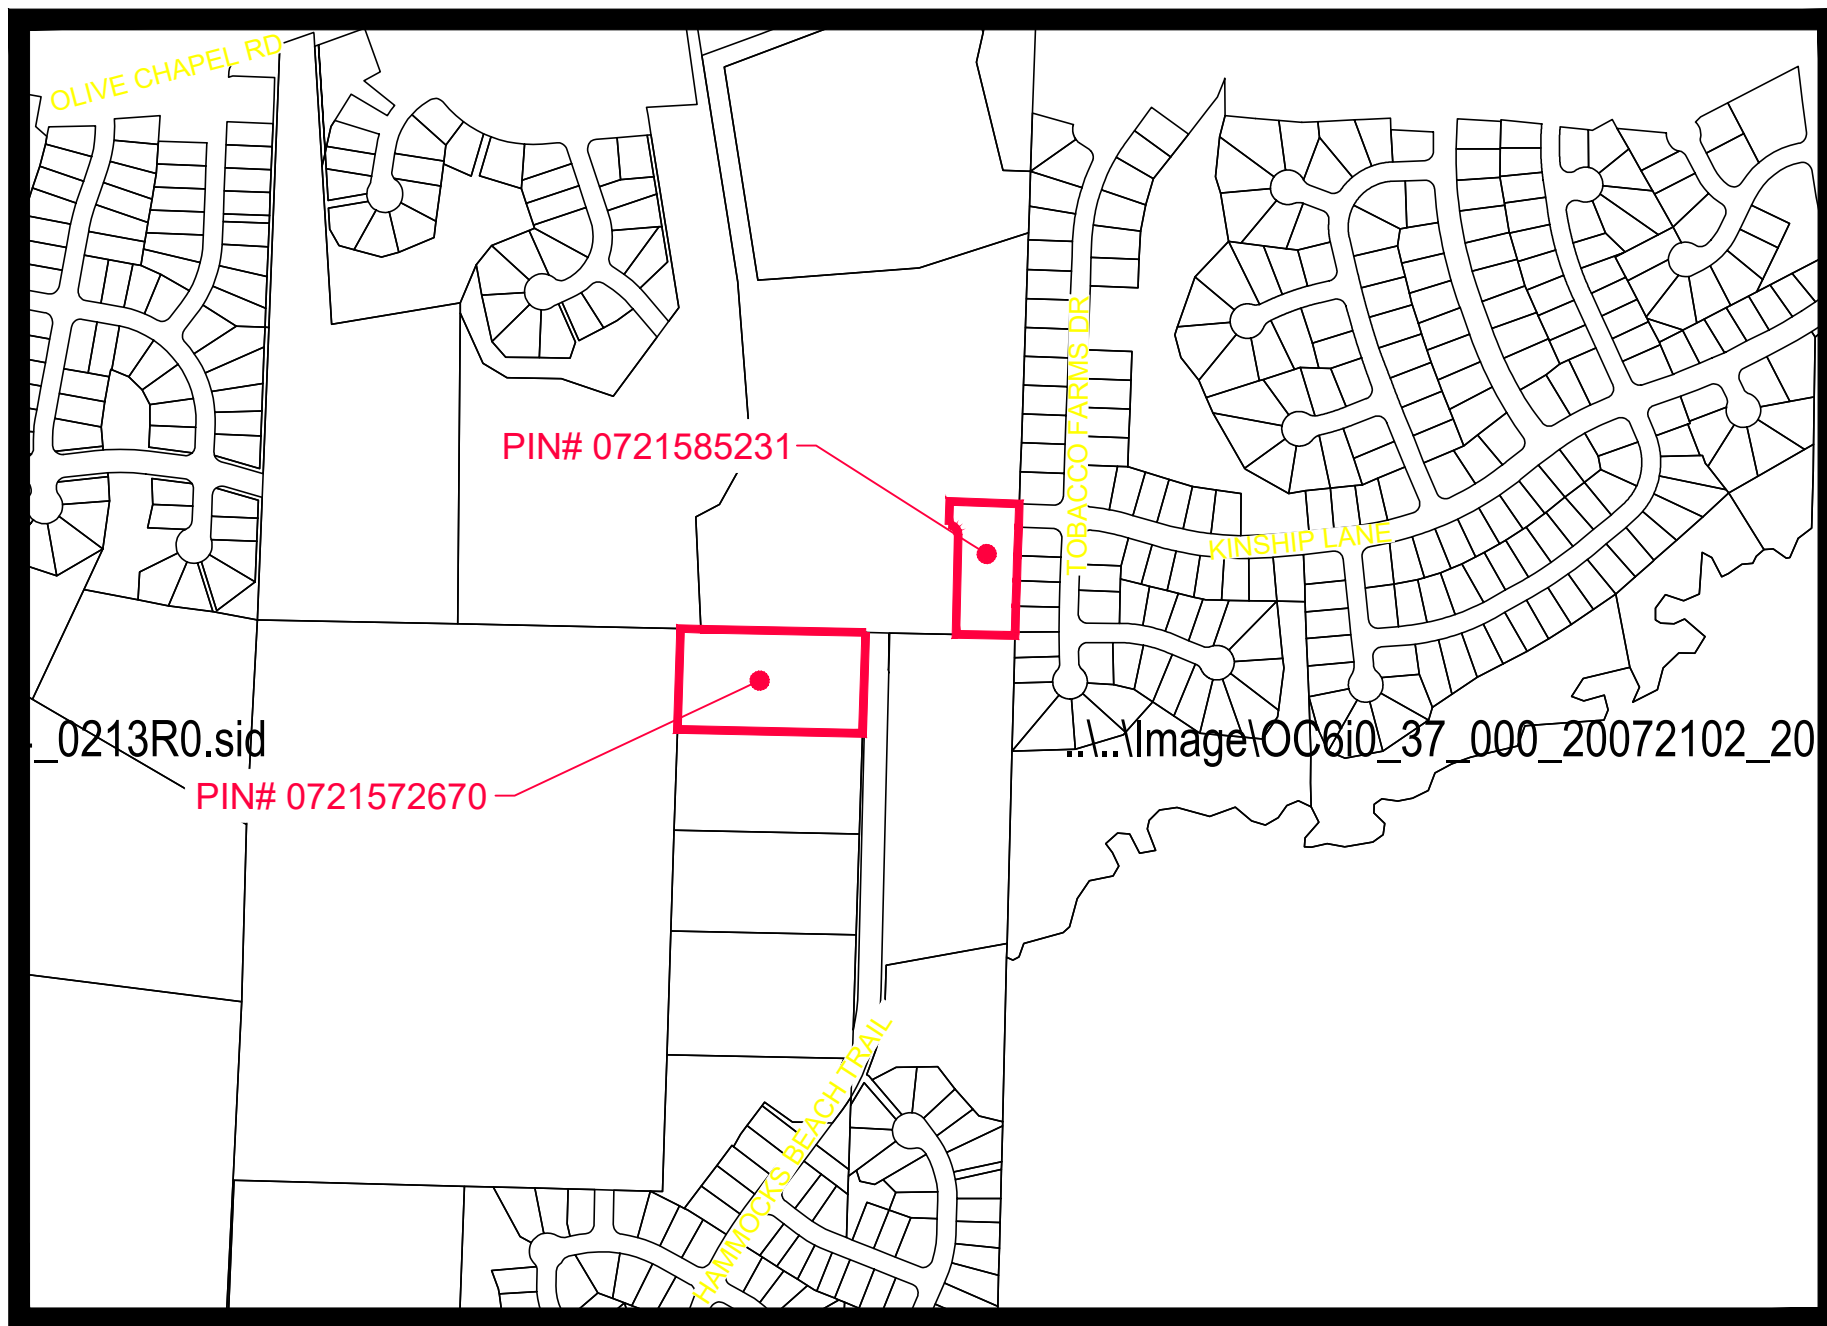 OLIVE CHAPEL RD
TOBACCO FARMS DR
PIN# 0721585231
KINSHIP LANE
_0213R0.sid
..\..\Image\OC6i0_37_000_20072102_20
PIN# 0721572670
HAMMOCKS BEACH TRAIL